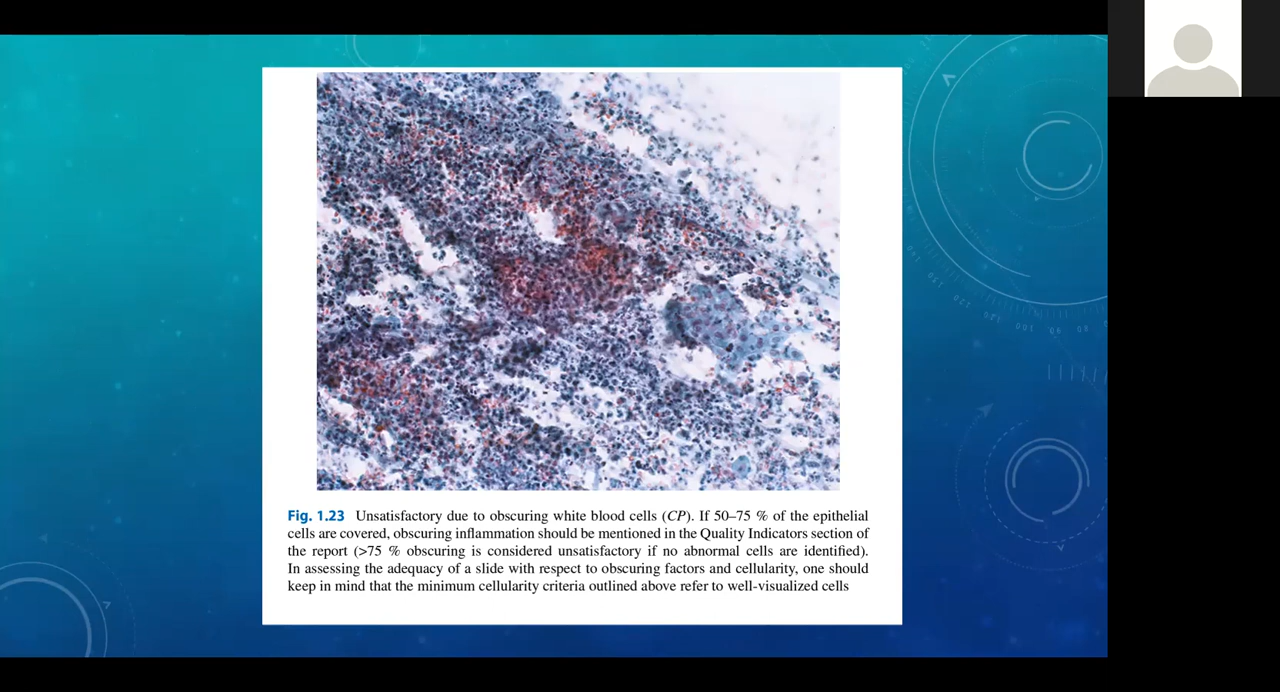 Fig. 1.23 Unsatisfactory due to obscuring white blood cells (CP). If 50–75 % of the epithelial
cells are covered, obscuring inflammation should be mentioned in the Quality Indicators section of
the report (>75 % obscuring is considered unsatisfactory if no abnormal cells are identified).
In assessing the adequacy of a slide with respect to obscuring factors and cellularity, one should
keep in mind that the minimum cellularity criteria outlined above refer to well-visualized cells